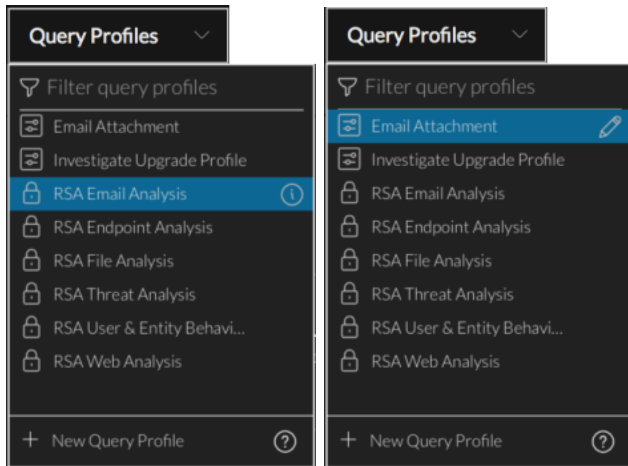 Query Profiles
Filter query profiles
Email Attachment
Investigate Upgrade Profile
RSA Email Analysis
RSA Endpoint Analysis
RSA File Analysis
RSA Threat Analysis
RSA User & Entity Behavi...
RSA Web Analysis
+ New Query Profile
Query Profiles
Filter query profiles
Email Attachment
Investigate Upgrade Profile
RSA Email Analysis
RSA Endpoint Analysis
RSA File Analysis
RSA Threat Analysis
RSA User & Entity Behavi...
RSA Web Analysis
+ New Query Profile